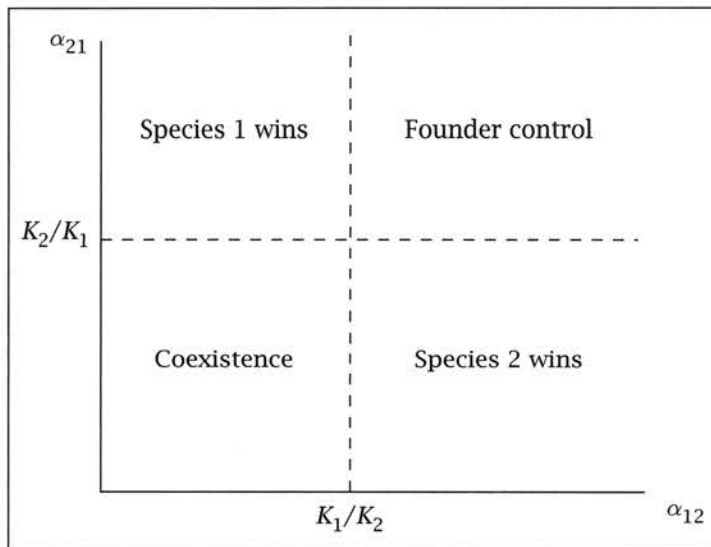 α21
Species 1 wins
Founder control
K2/K1
Coexistence
Species 2 wins
K1/K2
α12